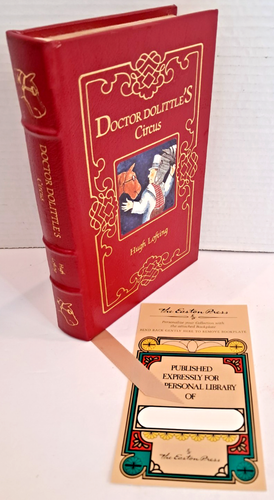 DOCTOR DOLITTLE'S
Circus
Hugh Lofting
DOCTOR DOLITTLE'S
Circus
The Easton Press
PUBLISHED
EXPRESSLY FOR
PERSONAL LIBRARY
OF
The Easton Press